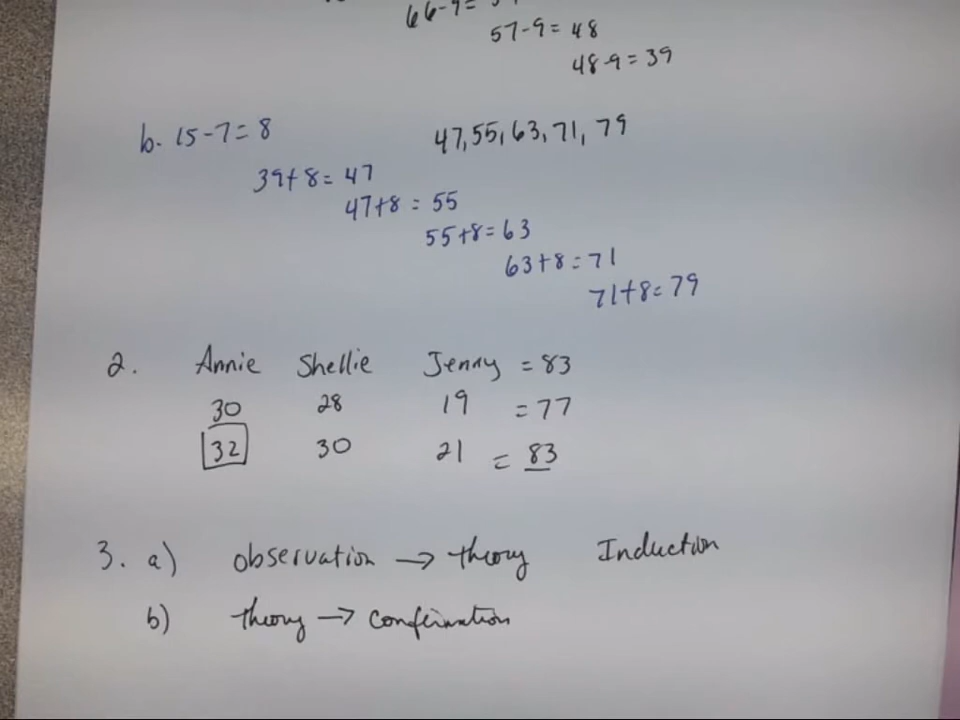 66-9=
57-9= 48
48-9=39
b. 15-7= 8 47,55,63,71, 79
39+8= 47
47+8 = 55
55+8= 63
63+8= 71
71+8= 79
2. Annie Shellie Jenny = 83
30 28 19 = 77
32 30 21 = 83
3. a) observation → theory Induction
b) theory → confirmation